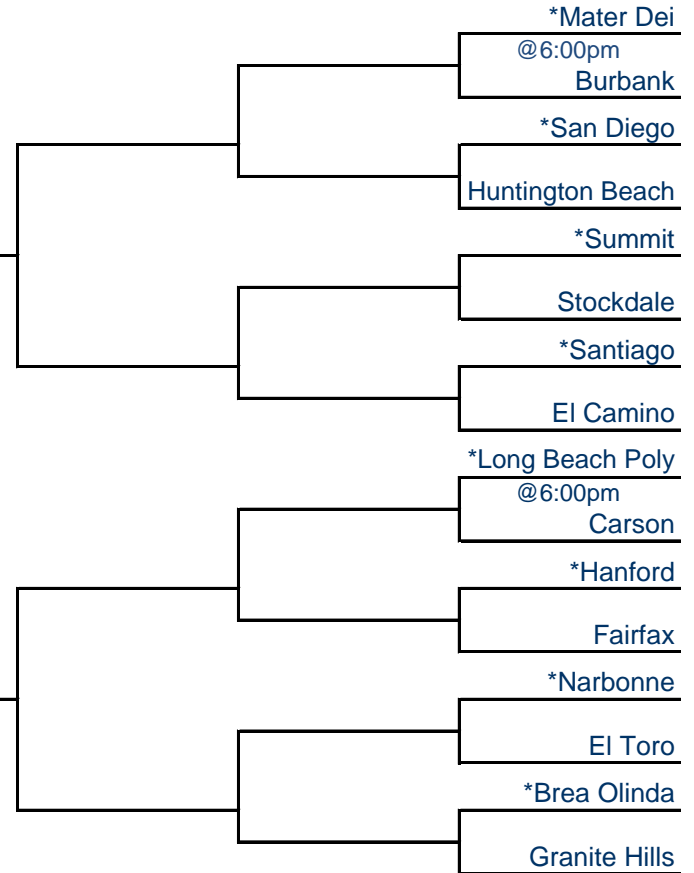 *Mater Dei
@6:00pm
Burbank
*San Diego
Huntington Beach
*Summit
Stockdale
*Santiago
El Camino
*Long Beach Poly
@6:00pm
Carson
*Hanford
Fairfax
*Narbonne
El Toro
*Brea Olinda
Granite Hills